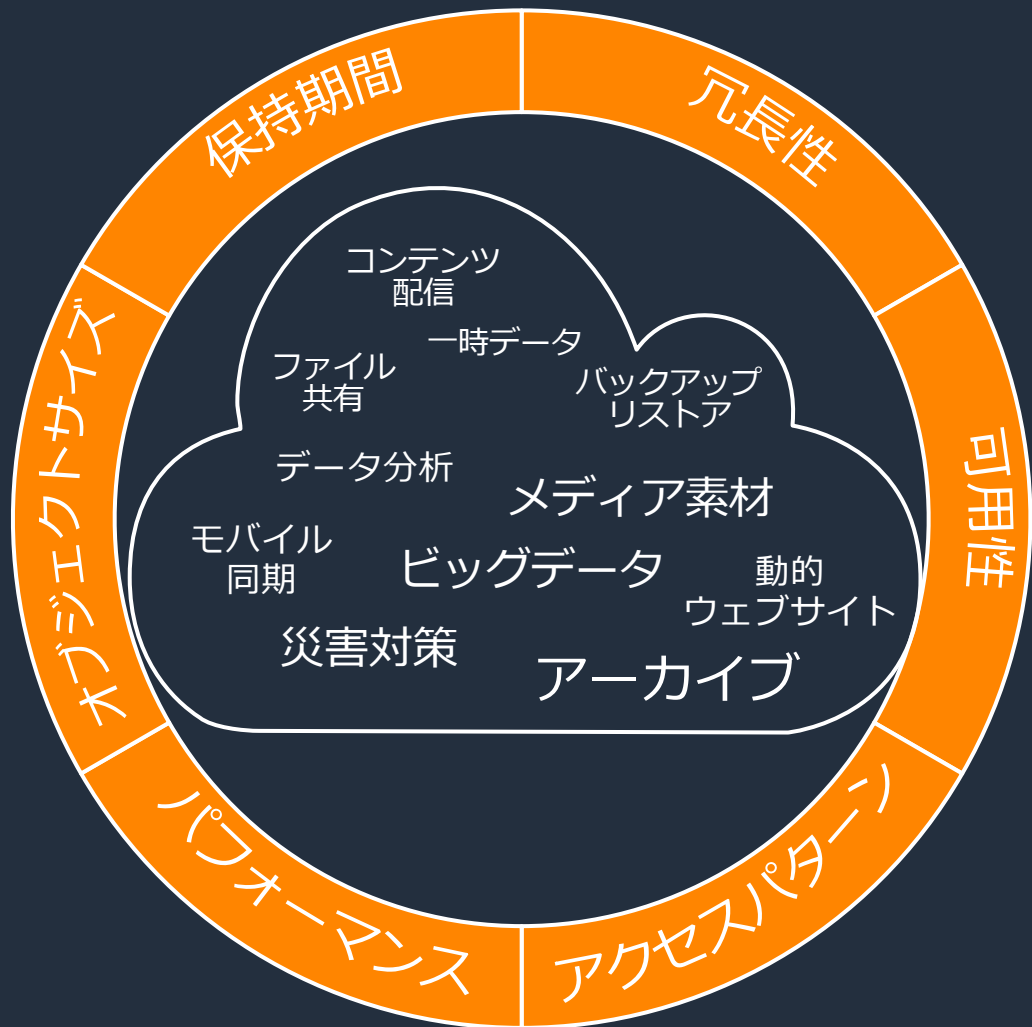 保持期間
冗長性
可用性
アクセスパターン
パフォーマンス
オブジェクトサイズ
コンテンツ
配信
一時データ
ファイル
共有
バックアップ
リストア
データ分析
メディア素材
モバイル
同期
ビッグデータ
動的
ウェブサイト
災害対策
アーカイブ